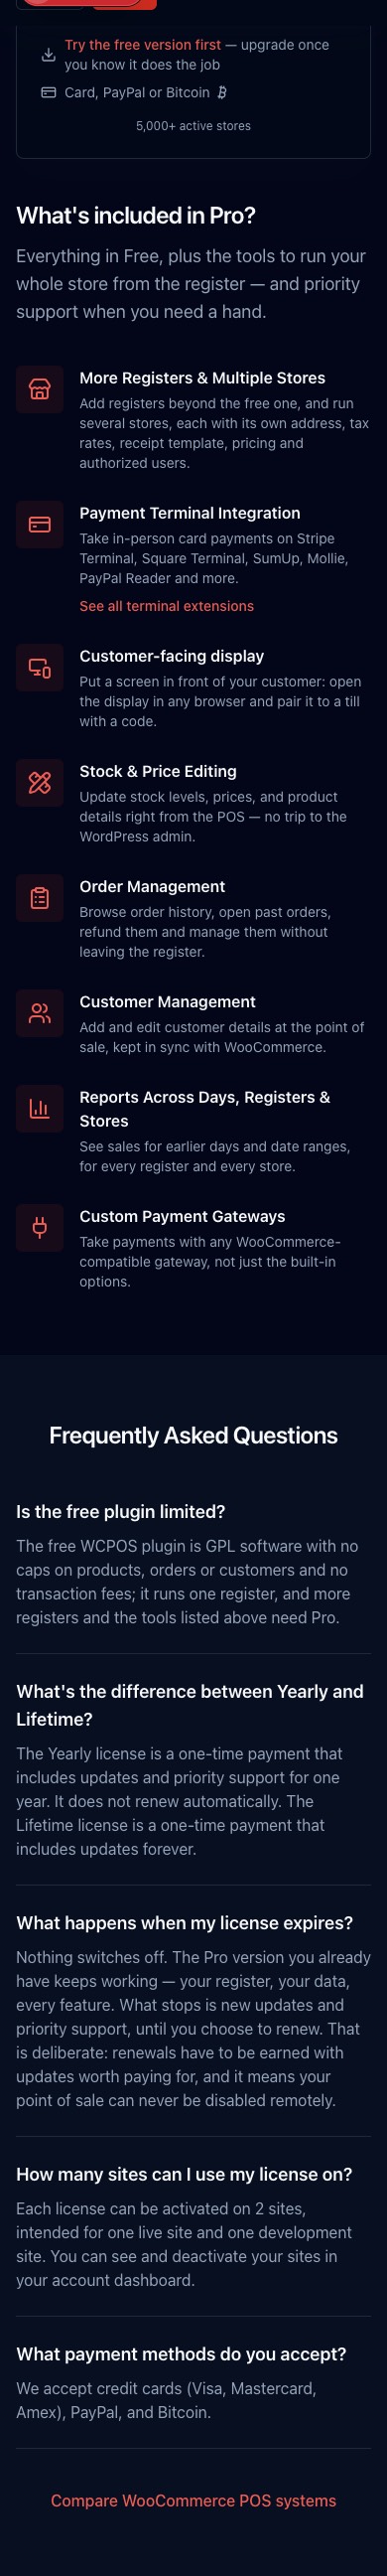 Try the free version first — upgrade once
you know it does the job
Card, PayPal or Bitcoin ₿
5,000+ active stores
What's included in Pro?
Everything in Free, plus the tools to run your
whole store from the register — and priority
support when you need a hand.
More Registers & Multiple Stores
Add registers beyond the free one, and run
several stores, each with its own address, tax
rates, receipt template, pricing and
authorized users.
Payment Terminal Integration
Take in-person card payments on Stripe
Terminal, Square Terminal, SumUp, Mollie,
PayPal Reader and more.
See all terminal extensions
Customer-facing display
Put a screen in front of your customer: open
the display in any browser and pair it to a till
with a code.
Stock & Price Editing
Update stock levels, prices, and product
details right from the POS — no trip to the
WordPress admin.
Order Management
Browse order history, open past orders,
refund them and manage them without
leaving the register.
Customer Management
Add and edit customer details at the point of
sale, kept in sync with WooCommerce.
Reports Across Days, Registers &
Stores
See sales for earlier days and date ranges,
for every register and every store.
Custom Payment Gateways
Take payments with any WooCommerce-
compatible gateway, not just the built-in
options.
Frequently Asked Questions
Is the free plugin limited?
The free WCPOS plugin is GPL software with no
caps on products, orders or customers and no
transaction fees; it runs one register, and more
registers and the tools listed above need Pro.
What's the difference between Yearly and
Lifetime?
The Yearly license is a one-time payment that
includes updates and priority support for one
year. It does not renew automatically. The
Lifetime license is a one-time payment that
includes updates forever.
What happens when my license expires?
Nothing switches off. The Pro version you already
have keeps working — your register, your data,
every feature. What stops is new updates and
priority support, until you choose to renew. That
is deliberate: renewals have to be earned with
updates worth paying for, and it means your
point of sale can never be disabled remotely.
How many sites can I use my license on?
Each license can be activated on 2 sites,
intended for one live site and one development
site. You can see and deactivate your sites in
your account dashboard.
What payment methods do you accept?
We accept credit cards (Visa, Mastercard,
Amex), PayPal, and Bitcoin.
Compare WooCommerce POS systems